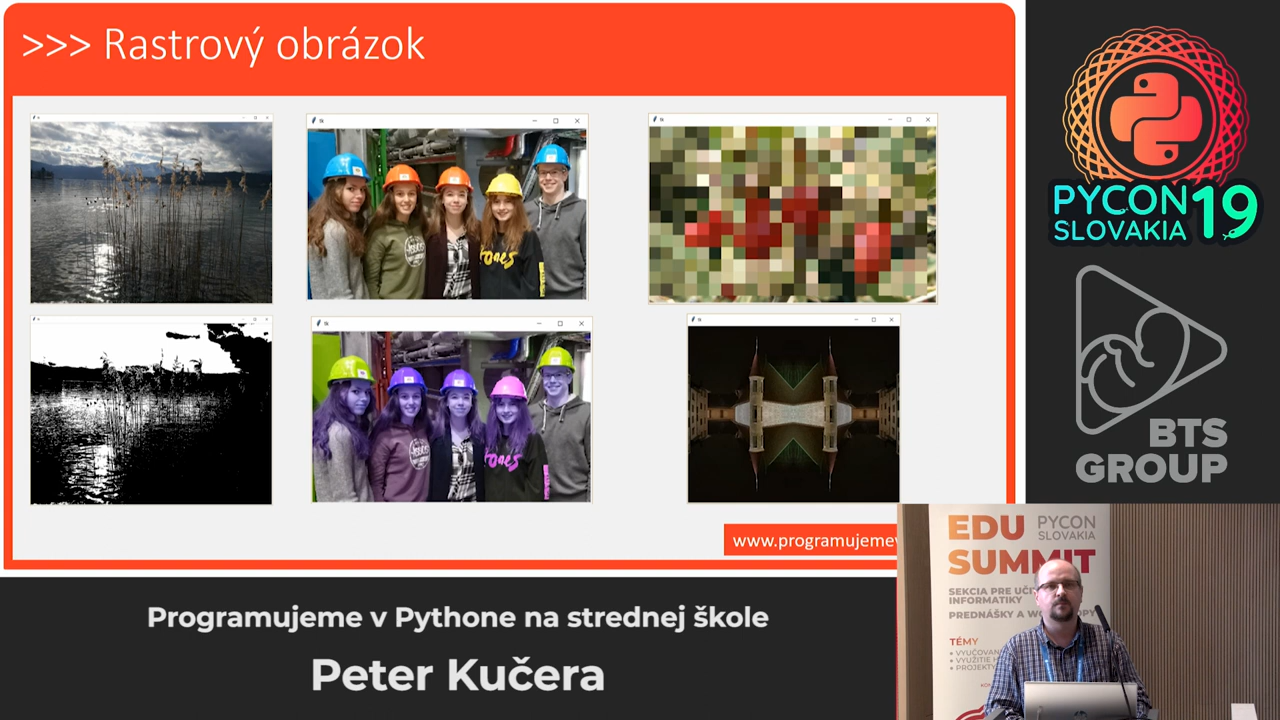 >>> Rastrový obrázok
www.programujemev
PYCON
SLOVAKIA 19
BTS
GROUP
EDU PYCON
SLOVAKIA
SUMMIT
SEKCIA PRE
INFORMATIKY
PREDNÁŠKY A
TÉMY
Programujeme v Pythone na strednej škole
Peter Kučera